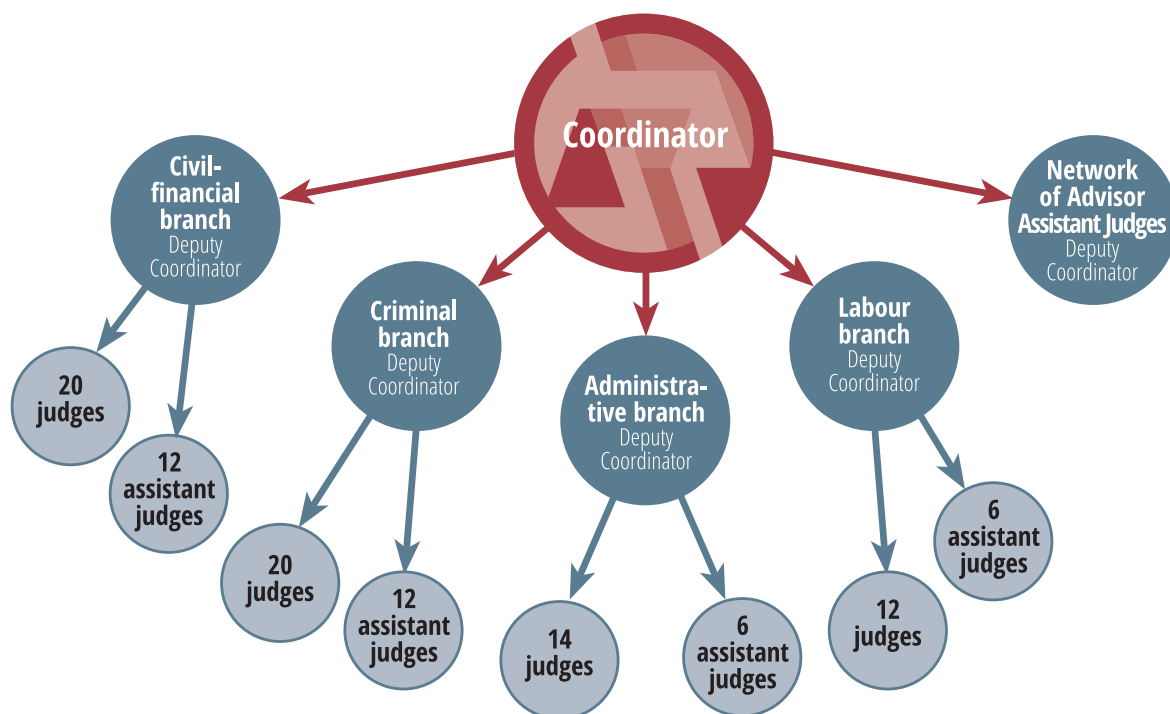 Coordinator
Civil-
financial
branch
Deputy
Coordinator
20
judges
12
assistant
judges
Criminal
branch
Deputy
Coordinator
20
judges
12
assistant
judges
Administra-
tive branch
Deputy
Coordinator
14
judges
6
assistant
judges
Labour
branch
Deputy
Coordinator
12
judges
6
assistant
judges
Network
of Advisor
Assistant Judges
Deputy
Coordinator